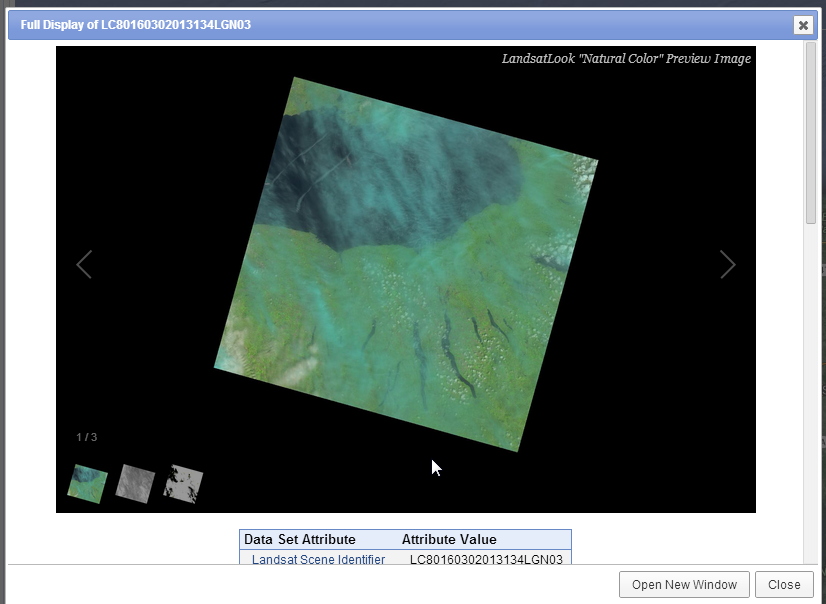 Full Display of LC80160302013134LGN03
LandsatLook "Natural Color" Preview Image
1 / 3
Data Set Attribute Attribute Value
Landsat Scene Identifier LC80160302013134LGN03
Open New Window Close